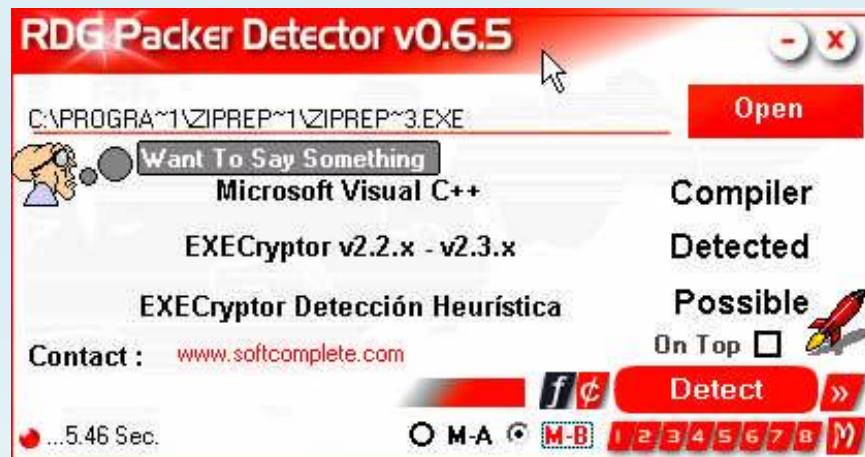 RDG Packer Detector v0.6.5
- x
C:\PROGRA~1\ZIPREP~1\ZIPREP~3.EXE
Open
Want To Say Something
Microsoft Visual C++ Compiler
EXECryptor v2.2.x - v2.3.x Detected
EXECryptor Detección Heurística Possible
On Top
Contact : www.softcomplete.com
f ¢ Detect »
...5.46 Sec. M-A M-B 1 2 3 4 5 6 7 8 M